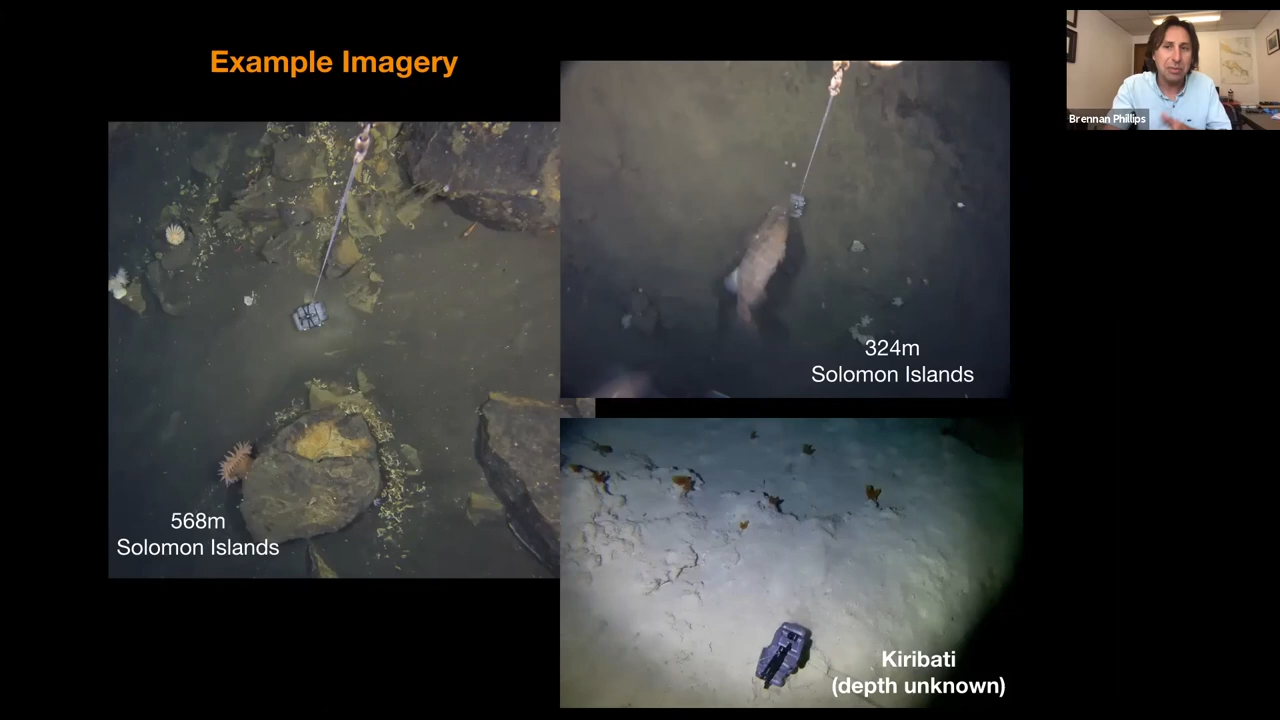 Example Imagery
Brennan Phillips
324m
Solomon Islands
568m
Solomon Islands
Kiribati
(depth unknown)